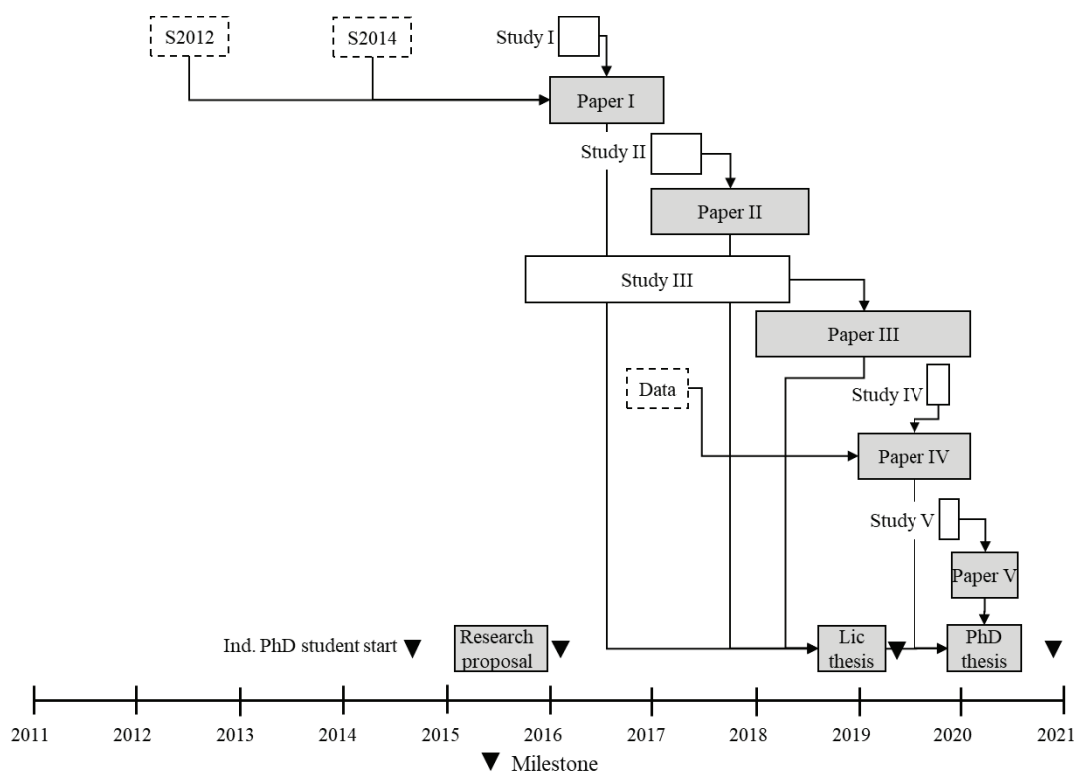 S2012
S2014
Study I
Paper I
Study II
Paper II
Study III
Paper III
Data
Study IV
Paper IV
Study V
Paper V
Ind. PhD student start
Research
proposal
Lic
thesis
PhD
thesis
2011
2012
2013
2014
2015
2016
2017
2018
2019
2020
2021
Milestone